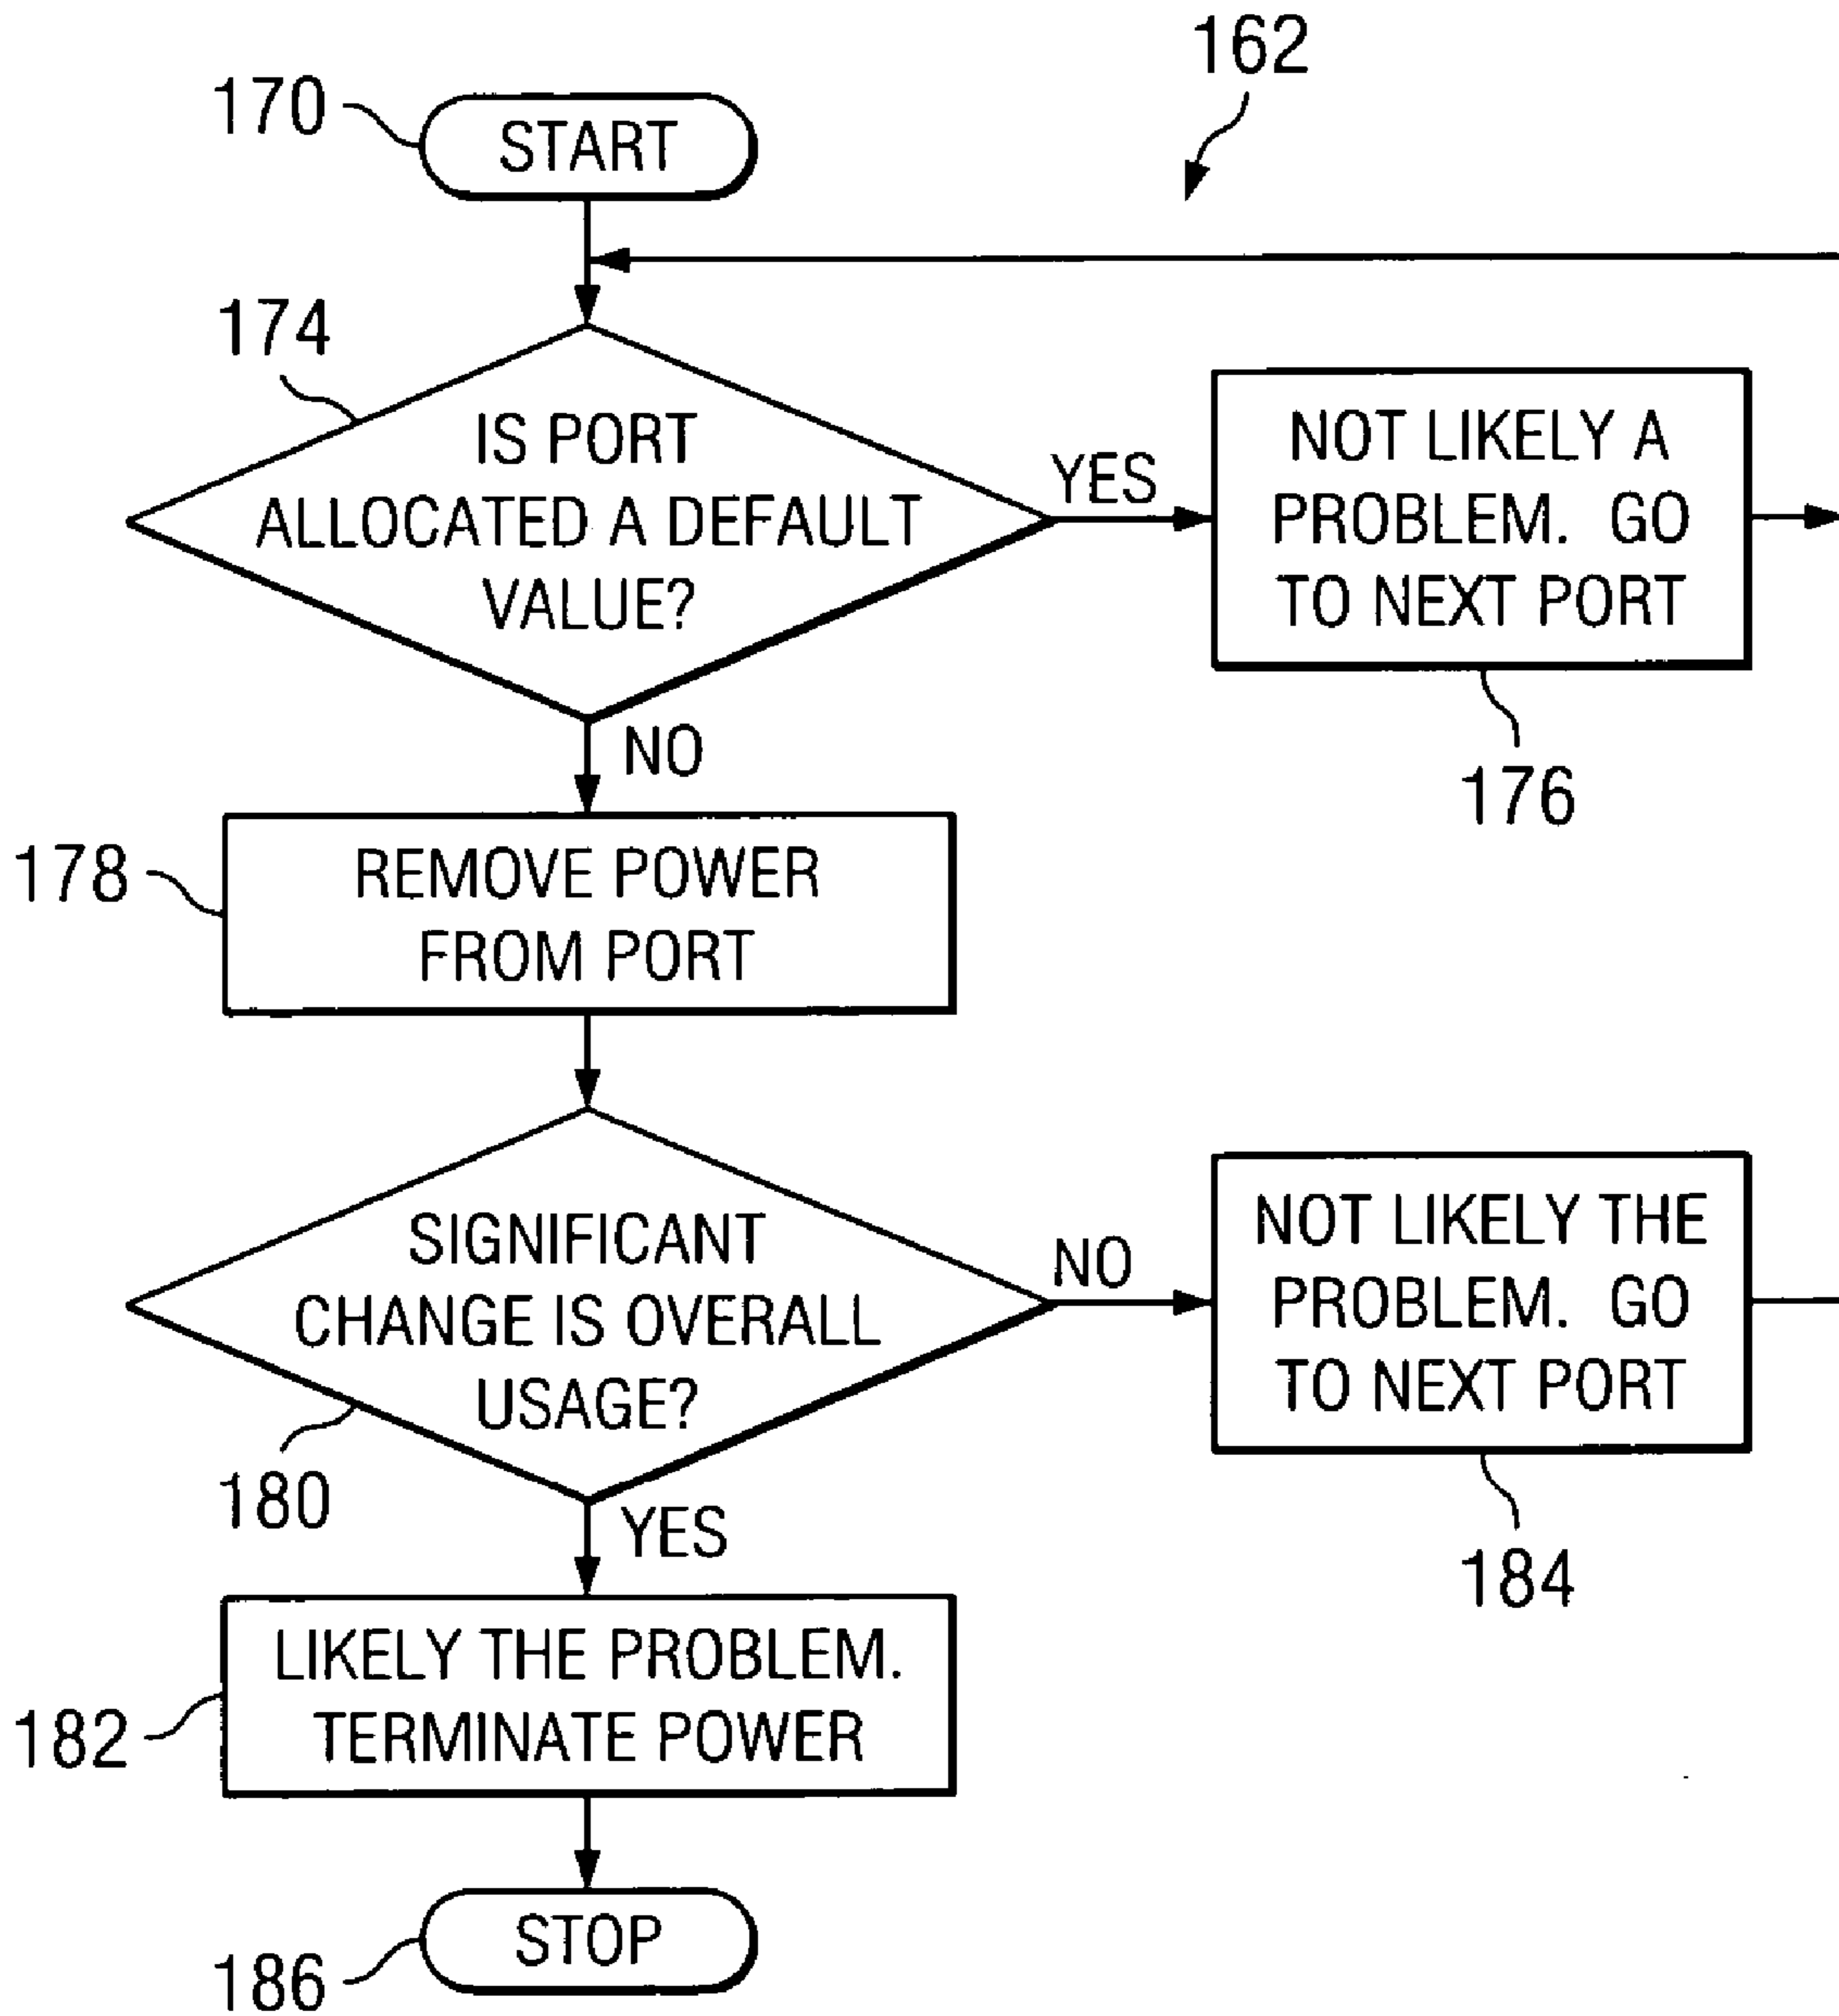 162
170
START
174
IS PORT
ALLOCATED A DEFAULT
VALUE?
YES
NOT LIKELY A
PROBLEM. GO
TO NEXT PORT
176
NO
178
REMOVE POWER
FROM PORT
SIGNIFICANT
CHANGE IS OVERALL
USAGE?
180
NO
NOT LIKELY THE
PROBLEM. GO
TO NEXT PORT
184
YES
LIKELY THE PROBLEM.
TERMINATE POWER
182
STOP
186